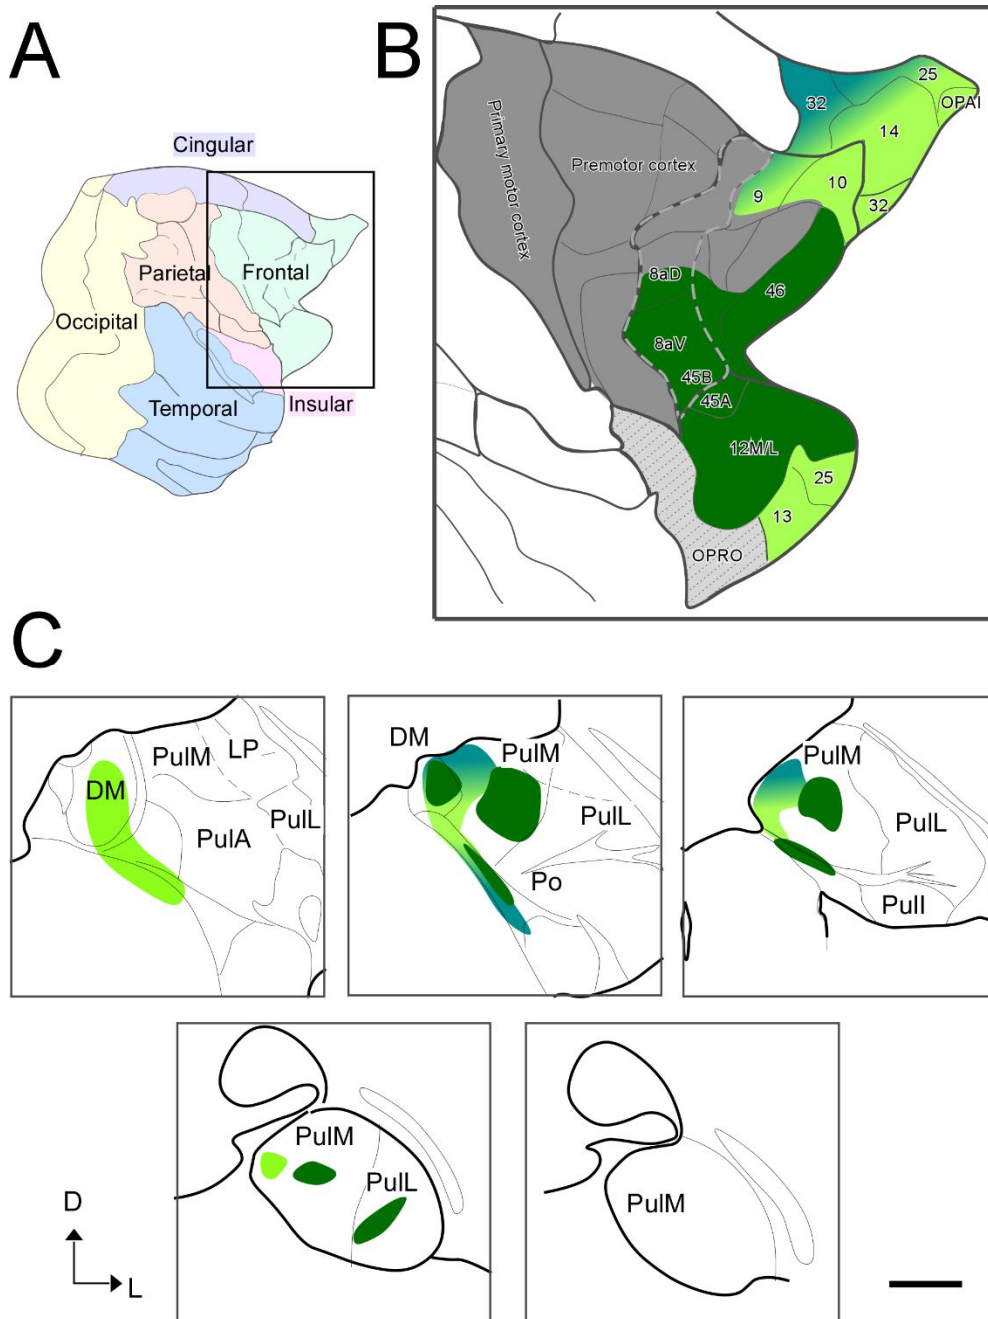 A
Cingular
Parietal
Frontal
Occipital
Temporal
Insular
B
Primary motor cortex
Premotor cortex
32
25
OPAI
14
10
9
32
8aD
46
8aV
45B
45A
12M/L
25
13
OPRO
C
PulM
LP
DM
PulL
PulA
DM
PulM
PulL
Po
PulM
PulL
PulI
PulM
PulL
PulM
D
L